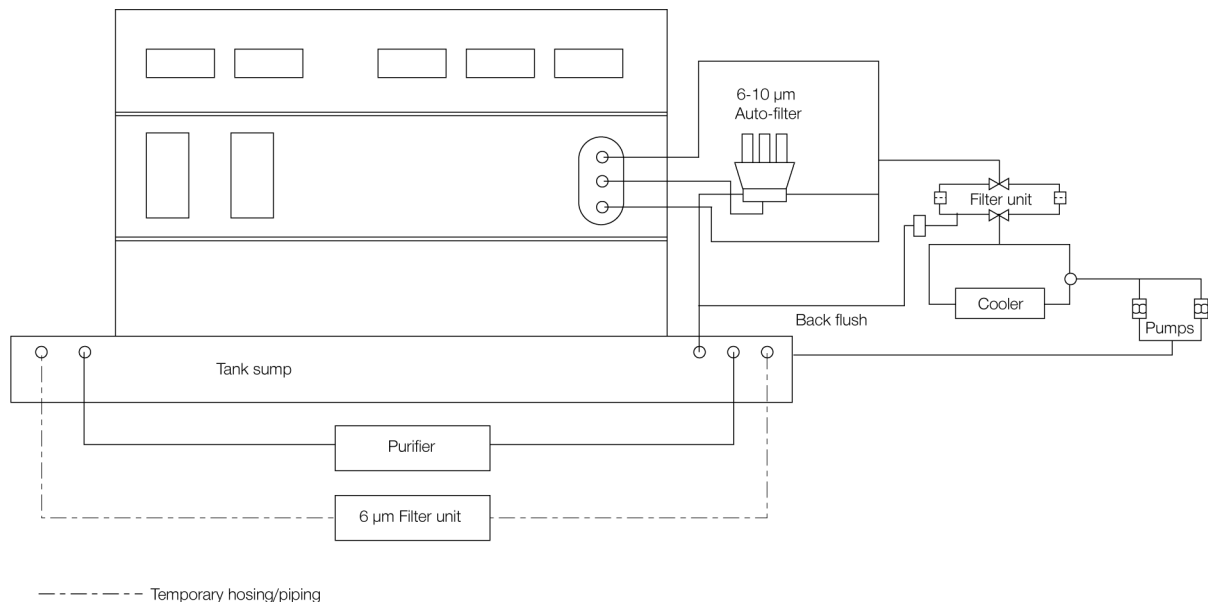 6-10 µm
Auto-filter
Filter unit
Cooler
Back flush
Pumps
Tank sump
Purifier
6 µm Filter unit
Temporary hosing/piping